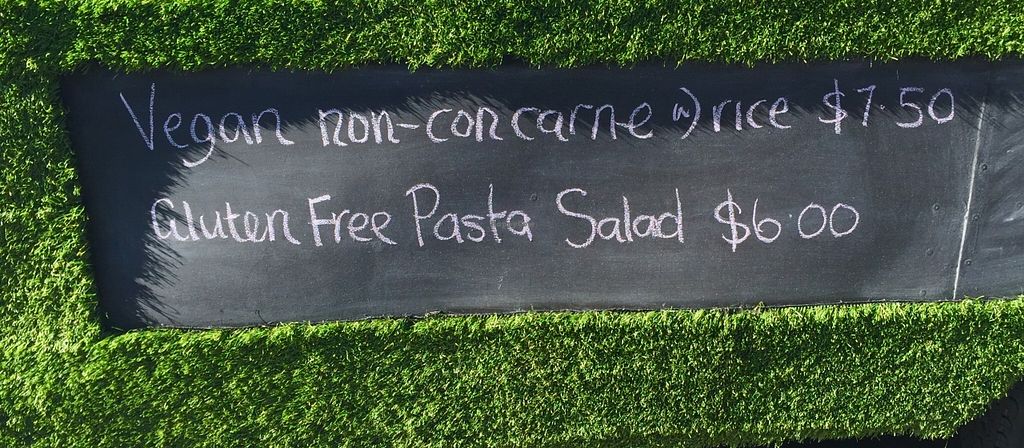 Vegan non-con carne w) rice $7.50
Gluten Free Pasta Salad $6.00